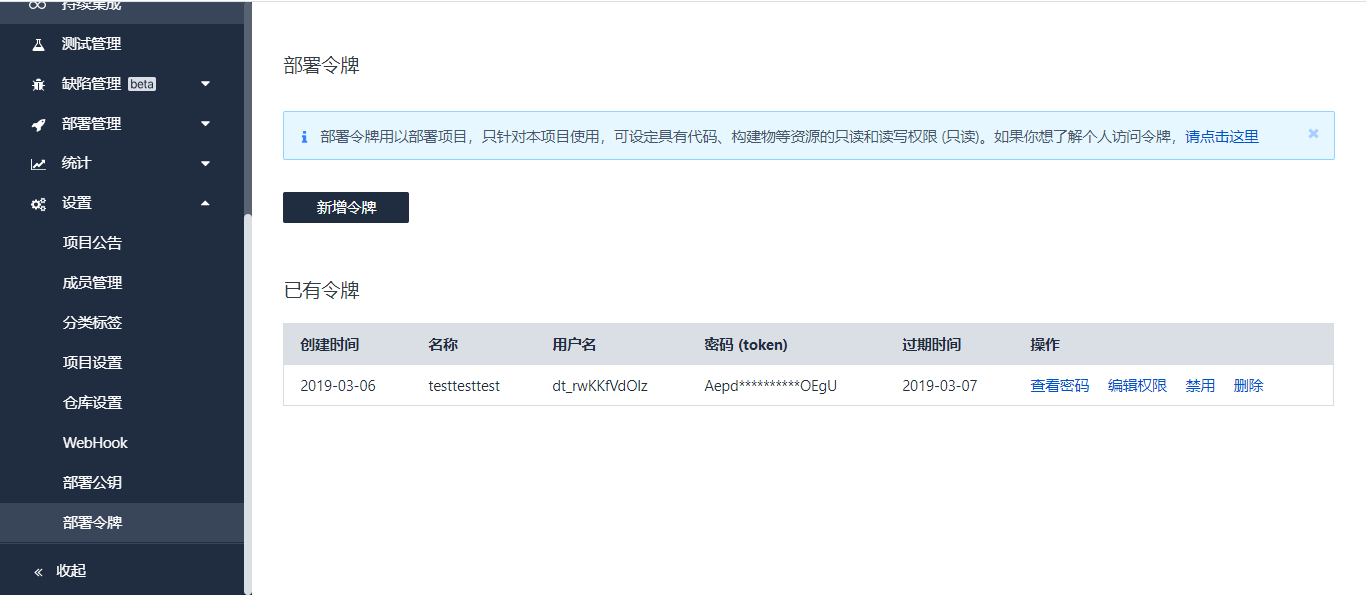 持续集成
测试管理
缺陷管理 beta
部署管理
统计
设置
项目公告
成员管理
分类标签
项目设置
仓库设置
WebHook
部署公钥
部署令牌
收起
部署令牌
部署令牌用以部署项目，只针对本项目使用，可设定具有代码、构建物等资源的只读和读写权限 (只读)。如果你想了解个人访问令牌，请点击这里
新增令牌
已有令牌
创建时间 名称 用户名 密码 (token) 过期时间 操作
2019-03-06 testtesttest dt_rwKKfVdOlz Aepd**********OEgU 2019-03-07 查看密码 编辑权限 禁用 删除